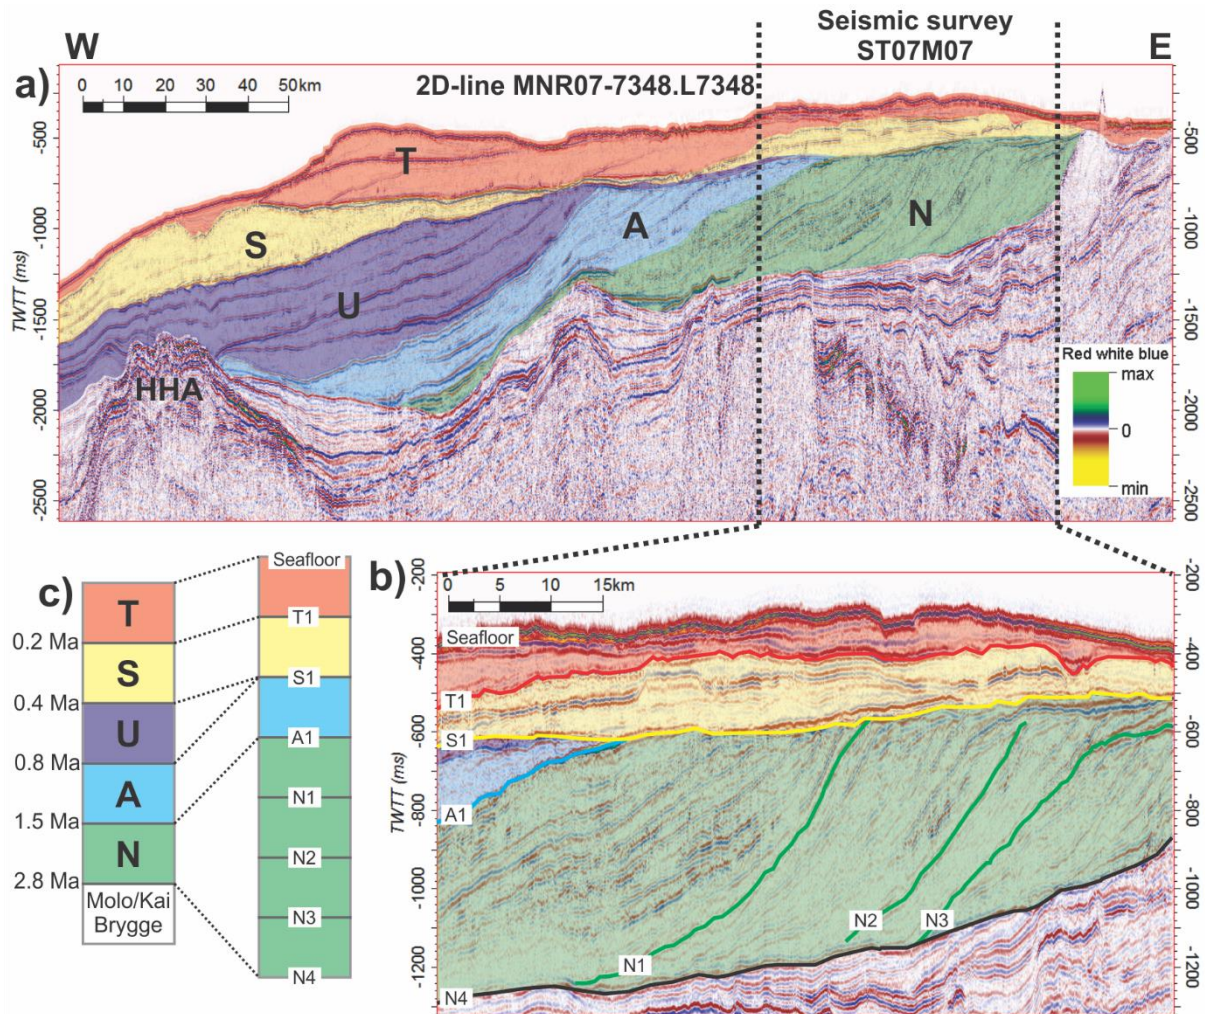 Seismic survey
ST07M07
W
E
a)
0 10 20 30 40 50km
2D-line MNR07-7348.L7348
-500
-1000
-1500
-2000
-2500
TWTT (ms)
T
S
U
A
N
HHA
-500
-1000
-1500
-2000
-2500
Red white blue
max
0
min
c)
T
0.2 Ma
S
0.4 Ma
U
0.8 Ma
A
1.5 Ma
N
2.8 Ma
Molo/Kai
Brygge
Seafloor
T1
S1
A1
N1
N2
N3
N4
b)
0 5 10 15km
-200
-400
-600
-800
-1000
-1200
TWTT (ms)
Seafloor
T1
S1
A1
N1
N2
N3
N4
-200
-400
-600
-800
-1000
-1200